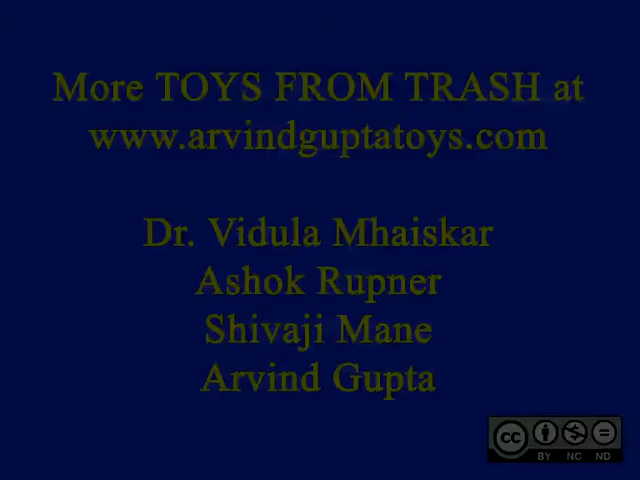 More TOYS FROM TRASH at
www.arvindguptatoys.com
Dr. Vidula Mhaiskar
Ashok Rupner
Shivaji Mane
Arvind Gupta
cc
BY NC ND